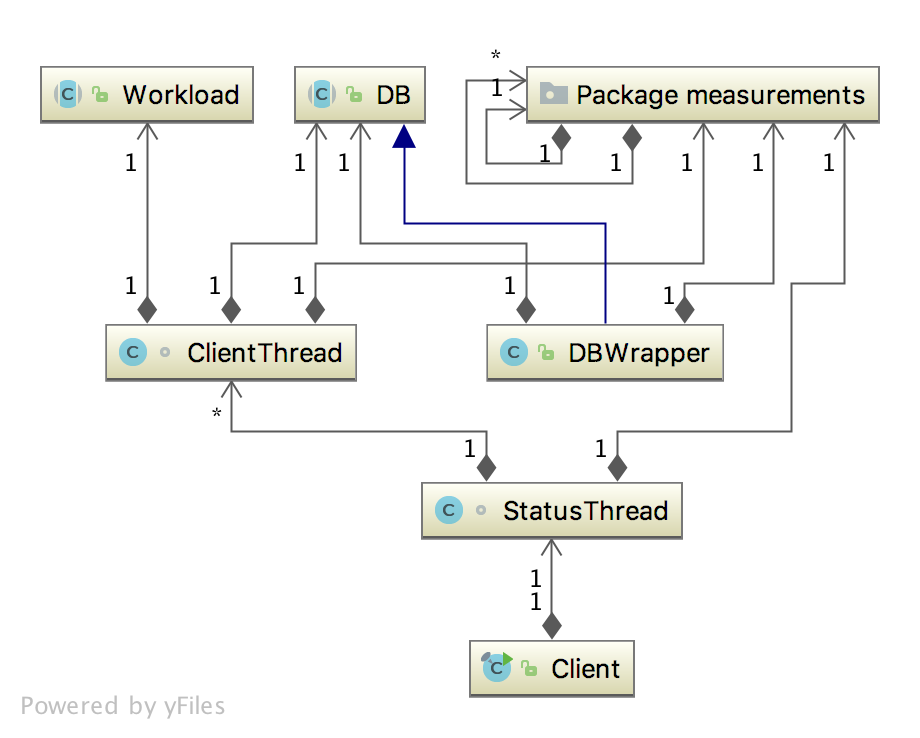 *
Workload
DB
1
Package measurements
1
1
1
1
1
1
1
1
1
1
1
1
1
ClientThread
DBWrapper
*
1
1
StatusThread
1
1
Client
Powered by yFiles